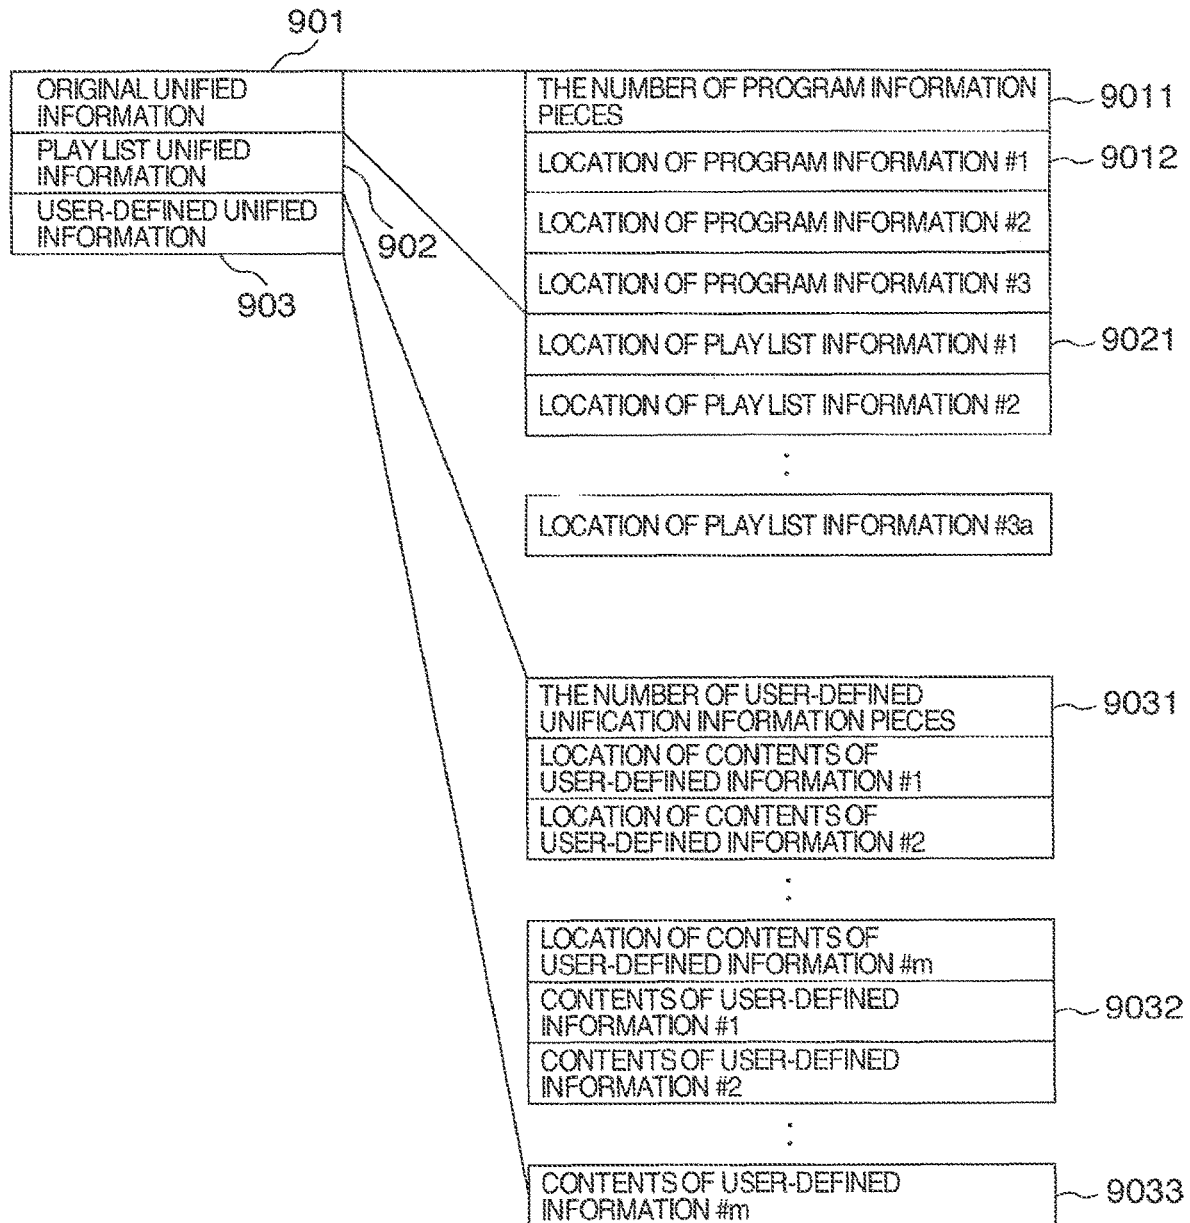 901
ORIGINAL UNIFIED
INFORMATION
PLAY LIST UNIFIED
INFORMATION
USER-DEFINED UNIFIED
INFORMATION
902
903
THE NUMBER OF PROGRAM INFORMATION
PIECES
9011
LOCATION OF PROGRAM INFORMATION #1
9012
LOCATION OF PROGRAM INFORMATION #2
LOCATION OF PROGRAM INFORMATION #3
LOCATION OF PLAY LIST INFORMATION #1
9021
LOCATION OF PLAY LIST INFORMATION #2
LOCATION OF PLAY LIST INFORMATION #3a
THE NUMBER OF USER-DEFINED
UNIFICATION INFORMATION PIECES
9031
LOCATION OF CONTENTS OF
USER-DEFINED INFORMATION #1
LOCATION OF CONTENTS OF
USER-DEFINED INFORMATION #2
LOCATION OF CONTENTS OF
USER-DEFINED INFORMATION #m
CONTENTS OF USER-DEFINED
INFORMATION #1
9032
CONTENTS OF USER-DEFINED
INFORMATION #2
CONTENTS OF USER-DEFINED
INFORMATION #m
9033